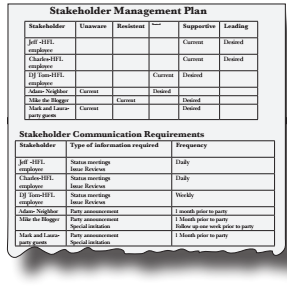 Stakeholder Management Plan
Stakeholder Unaware Resistent Supportive Leading
Jeff -HFL Current Desired
employee
Charles-HFL Current Desired
employee
DJ Tom-HFL Current Desired
employee
Adam- Neighbor Current Desired
Mike the Blogger Current Desired
Mark and Laura- Current Desired
party guests
Stakeholder Communication Requirements
Stakeholder Type of information required Frequency
Jeff -HFL Status meetings Daily
employee Issue Reviews
Charles-HFL Status meetings Daily
employee Issue Reviews
DJ Tom-HFL Status meetings Weekly
employee Issue Reviews
Adam- Neighbor Party announcement 1 month prior to party
Mike the Blogger Party announcement 1 Month prior to party
Special imitation Follow up one week prior to party
Mark and Laura- Party announcement 1 Month prior to party
party guests Special imitation